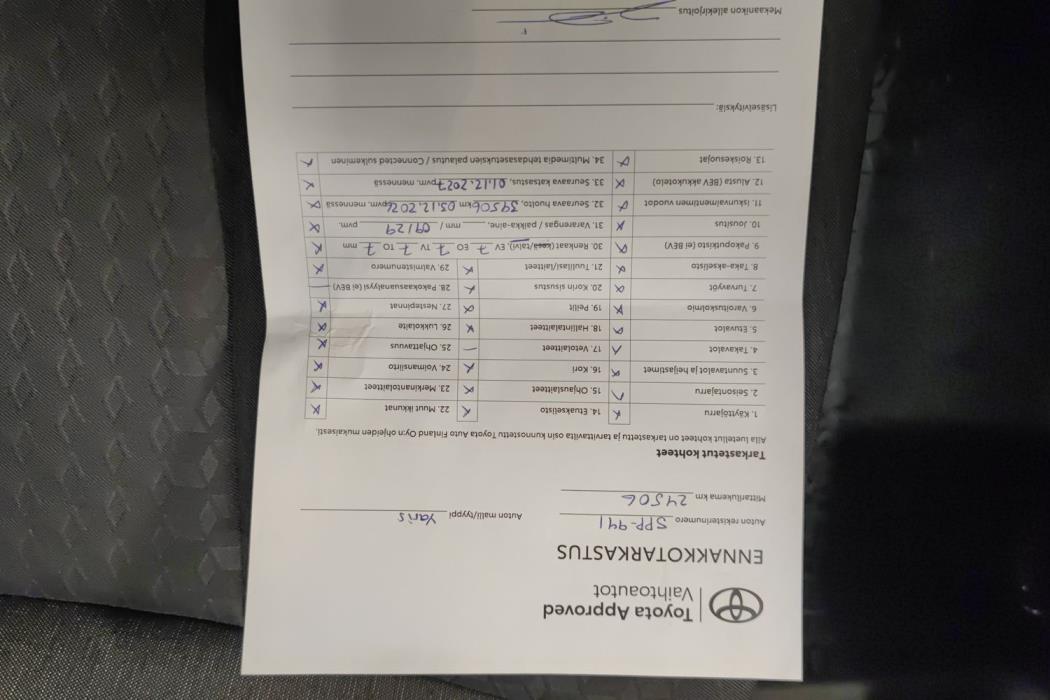 Toyota Approved
Vaihtoautot
ENNAKKOTARKASTUS
Auton rekisterinumero SPP-991 Auton malli/tyyppi Yaris
Mittarilukema km 24506
Tarkastetut kohteet
Alla luetellut kohteet on tarkastettu ja tarvittavilta osin kunnostettu Toyota Auto Finland Oy:n ohjeiden mukaisesti.
1. Käyttöjarru x 14. Etuakselisto x 22. Muut ikkunat x
2. Seisontajarru 15. Ohjauslaitteet x 23. Merkinantolaitteet x
3. Suuntavalot ja heijastimet x 16. Kori x 24. Voimansiirto x
4. Takavalot 17. Vetolaitteet — 25. Ohjattavuus x
5. Etuvalot x 18. Hallintalaitteet x 26. Lukkolaite x
6. Varoituskolmio x 19. Peilit x 27. Nestepinnat x
7. Turvavyöt x 20. Korin sisustus x 28. Pakokaasuanalyysi (ei BEV) —
8. Taka-akselisto x 21. Tuulilasi/laitteet x 29. Valmistenumero x
9. Pakoputkisto (ei BEV) x 30. Renkaat (kesä/talvi), EV 7 EO 7 TV 7 TO 7 mm x
10. Jousitus x 31. Vararengas / paikka-aine, mm / 09/29 pvm. x
11. Iskunvaimentimen vuodot x 32. Seuraava huolto, 39506 km 05.12.2026 pvm. mennessä x
12. Alusta (BEV akkukotelo) x 33. Seuraava katsastus, 01.12.2027 pvm. mennessä x
13. Roiskesuojat x 34. Multimedia tehdasasetuksien palautus / Connected sulkeminen x
Lisäselvityksiä:
Mekaanikon allekirjoitus